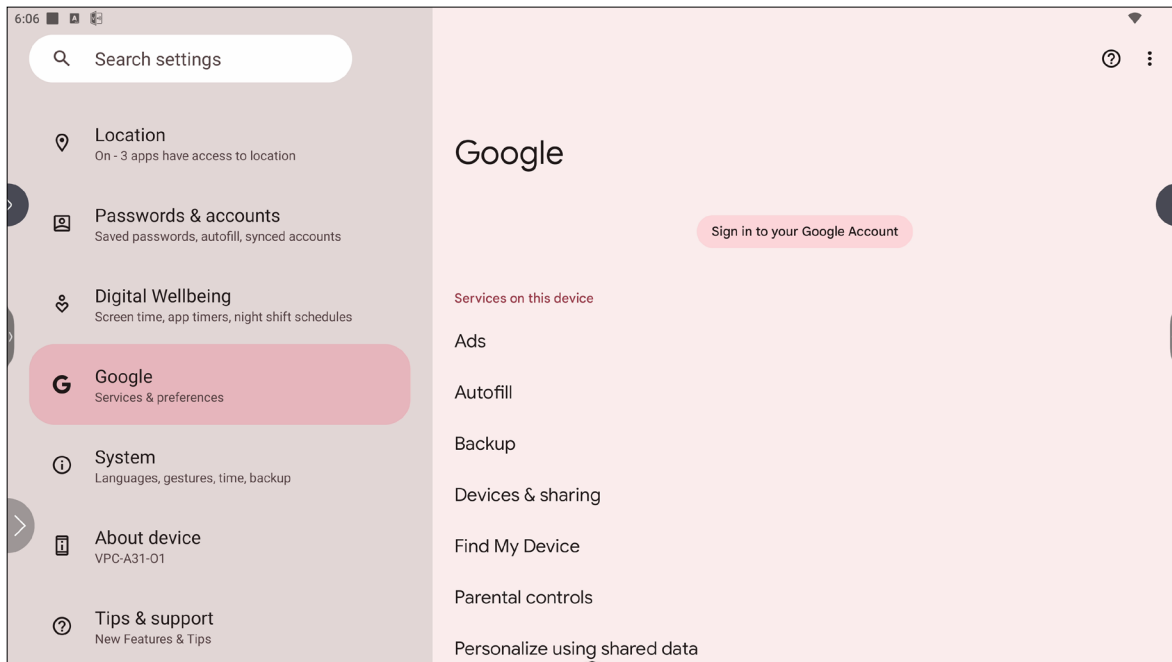 6:06
Search settings
Location
On - 3 apps have access to location
Passwords & accounts
Saved passwords, autofill, synced accounts
Digital Wellbeing
Screen time, app timers, night shift schedules
Google
Services & preferences
System
Languages, gestures, time, backup
About device
VPC-A31-O1
Tips & support
New Features & Tips
Google
Sign in to your Google Account
Services on this device
Ads
Autofill
Backup
Devices & sharing
Find My Device
Parental controls
Personalize using shared data